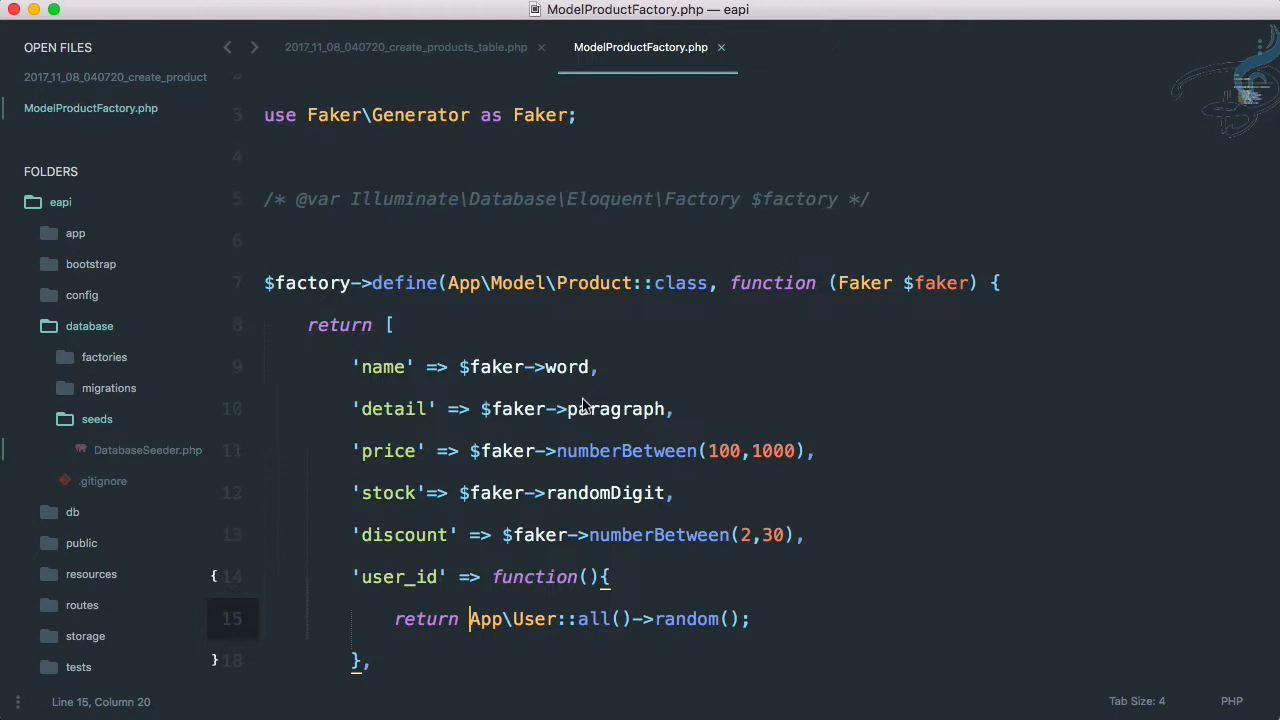 ModelProductFactory.php — eapi
OPEN FILES
2017_11_08_040720_create_product
ModelProductFactory.php
FOLDERS
eapi
app
bootstrap
config
database
factories
migrations
seeds
DatabaseSeeder.php
.gitignore
db
public
resources
routes
storage
tests
2017_11_08_040720_create_products_table.php ×
ModelProductFactory.php ×
3 use Faker\Generator as Faker;
4
5 /* @var Illuminate\Database\Eloquent\Factory $factory */
6
7 $factory->define(App\Model\Product::class, function (Faker $faker) {
8 return [
9 'name' => $faker->word,
10 'detail' => $faker->paragraph,
11 'price' => $faker->numberBetween(100,1000),
12 'stock'=> $faker->randomDigit,
13 'discount' => $faker->numberBetween(2,30),
{ 14 'user_id' => function(){
15 return App\User::all()->random();
} 18 },
Line 15, Column 20
Tab Size: 4
PHP